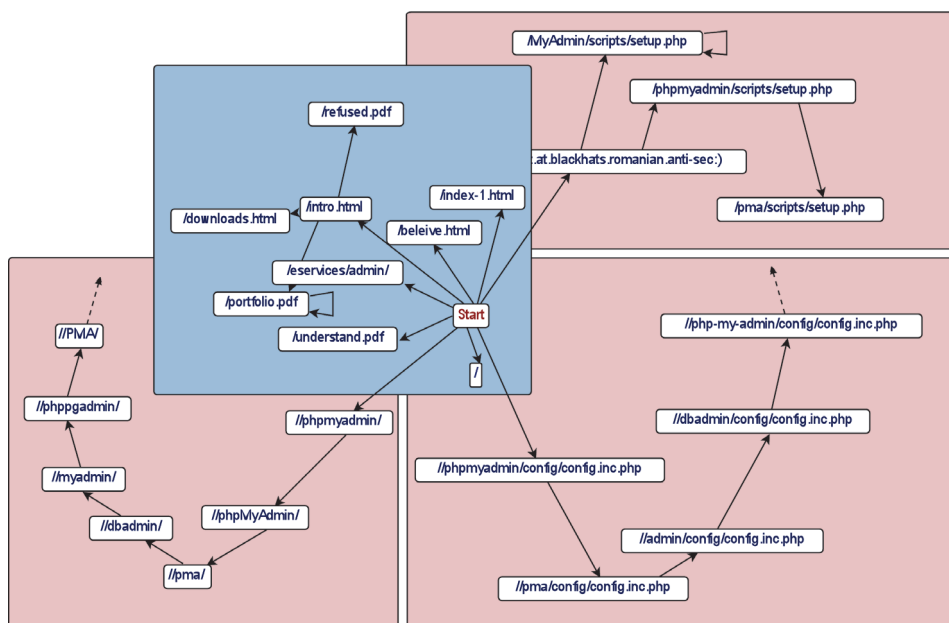 /MyAdmin/scripts/setup.php
/phpmyadmin/scripts/setup.php
/refused.pdf
.at.blackhats.romanian.anti-sec:)
/index-1.html
/intro.html
/pma/scripts/setup.php
/downloads.html
/beleive.html
/eservices/admin/
/portfolio.pdf
Start
//php-my-admin/config/config.inc.php
//PMA/
/understand.pdf
/
//phppgadmin/
//phpmyadmin/
//dbadmin/config/config.inc.php
//phpmyadmin/config/config.inc.php
//myadmin/
//phpMyAdmin/
//dbadmin/
//admin/config/config.inc.php
//pma/
//pma/config/config.inc.php